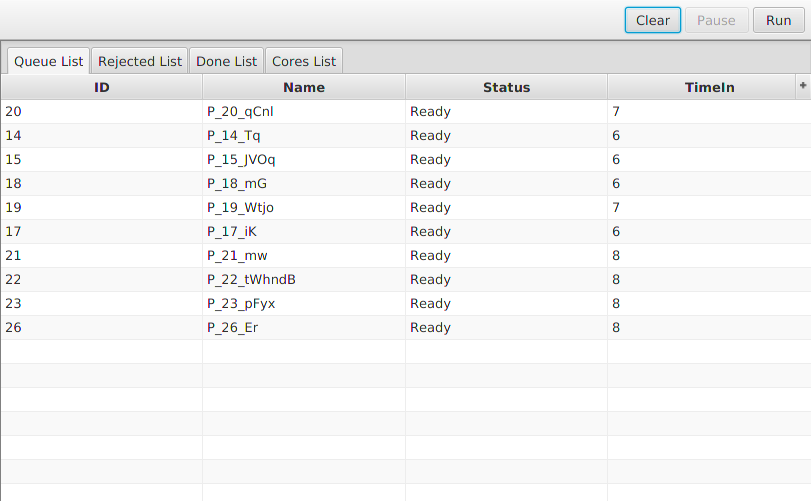 Clear Pause Run
Queue List Rejected List Done List Cores List
ID Name Status TimeIn +
20 P_20_qCnl Ready 7
14 P_14_Tq Ready 6
15 P_15_JVOq Ready 6
18 P_18_mG Ready 6
19 P_19_Wtjo Ready 7
17 P_17_iK Ready 6
21 P_21_mw Ready 8
22 P_22_tWhndB Ready 8
23 P_23_pFyx Ready 8
26 P_26_Er Ready 8